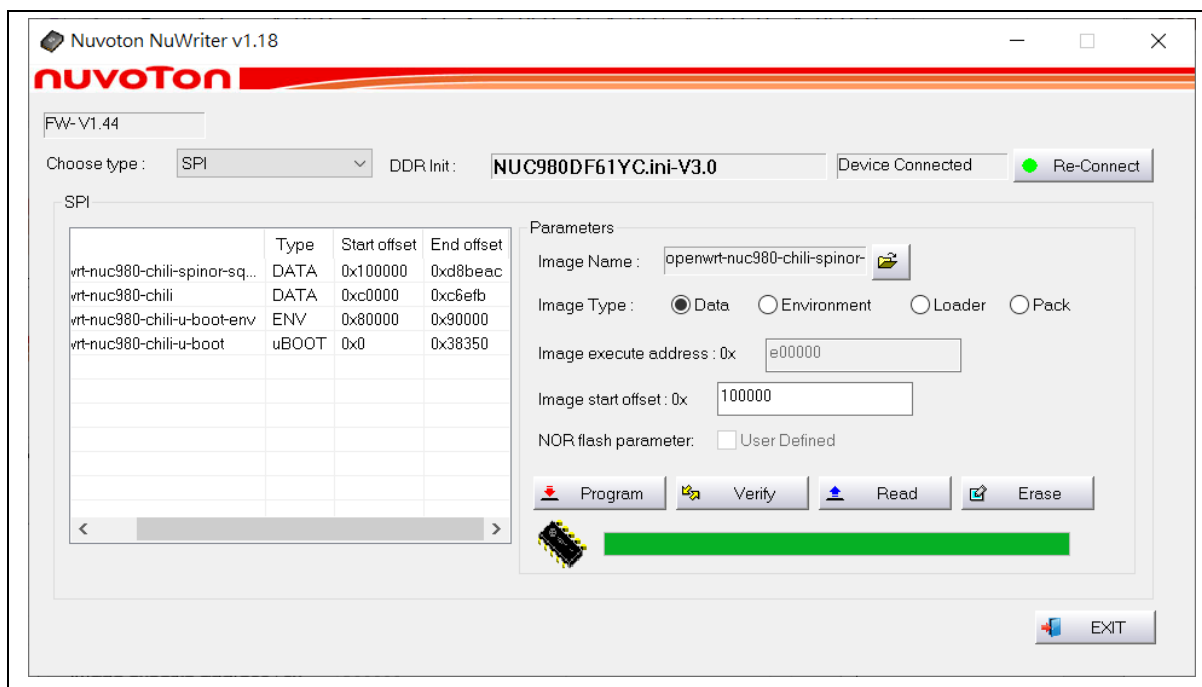 Nuvoton NuWriter v1.18
nuvoTon
FW- V1.44
Choose type : SPI DDR Init : NUC980DF61YC.ini-V3.0 Device Connected Re-Connect
SPI
Type Start offset End offset
wrt-nuc980-chili-spinor-sq... DATA 0x100000 0xd8beac
wrt-nuc980-chili DATA 0xc0000 0xc6efb
wrt-nuc980-chili-u-boot-env ENV 0x80000 0x90000
wrt-nuc980-chili-u-boot uBOOT 0x0 0x38350
Parameters
Image Name : openwrt-nuc980-chili-spinor-
Image Type : Data Environment Loader Pack
Image execute address : 0x e00000
Image start offset : 0x 100000
NOR flash parameter: User Defined
Program Verify Read Erase
EXIT